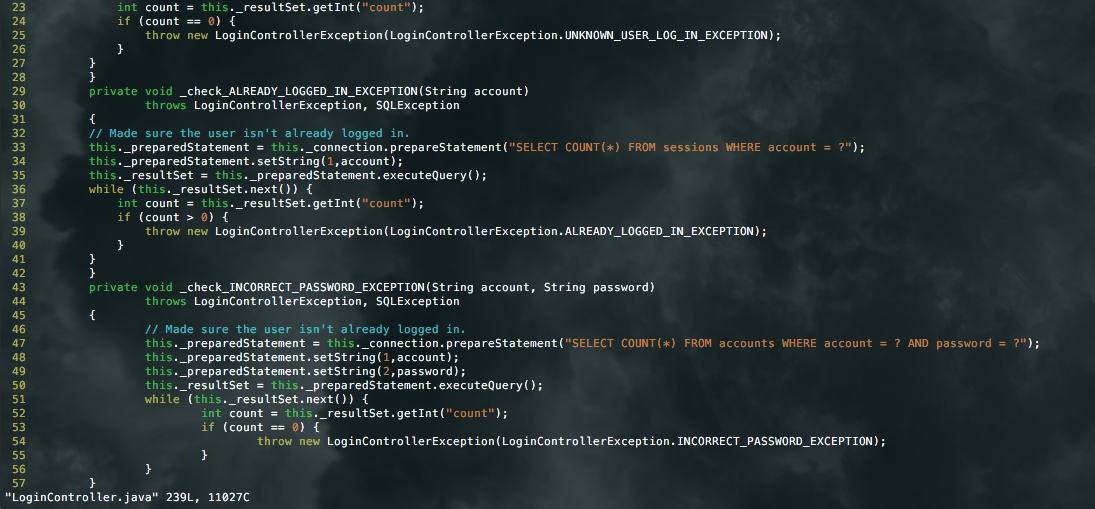 23             int count = this._resultSet.getInt("count");
24             if (count == 0) {
25                 throw new LoginControllerException(LoginControllerException.UNKNOWN_USER_LOG_IN_EXCEPTION);
26             }
27         }
28         }
29         private void _check_ALREADY_LOGGED_IN_EXCEPTION(String account)
30                 throws LoginControllerException, SQLException
31         {
32         // Made sure the user isn't already logged in.
33         this._preparedStatement = this._connection.prepareStatement("SELECT COUNT(*) FROM sessions WHERE account = ?");
34         this._preparedStatement.setString(1,account);
35         this._resultSet = this._preparedStatement.executeQuery();
36         while (this._resultSet.next()) {
37             int count = this._resultSet.getInt("count");
38             if (count > 0) {
39                 throw new LoginControllerException(LoginControllerException.ALREADY_LOGGED_IN_EXCEPTION);
40             }
41         }
42         }
43         private void _check_INCORRECT_PASSWORD_EXCEPTION(String account, String password)
44                 throws LoginControllerException, SQLException
45         {
46                 // Made sure the user isn't already logged in.
47                 this._preparedStatement = this._connection.prepareStatement("SELECT COUNT(*) FROM accounts WHERE account = ? AND password = ?");
48                 this._preparedStatement.setString(1,account);
49                 this._preparedStatement.setString(2,password);
50                 this._resultSet = this._preparedStatement.executeQuery();
51                 while (this._resultSet.next()) {
52                         int count = this._resultSet.getInt("count");
53                         if (count == 0) {
54                                 throw new LoginControllerException(LoginControllerException.INCORRECT_PASSWORD_EXCEPTION);
55                         }
56                 }
57         }
"LoginController.java" 239L, 11027C